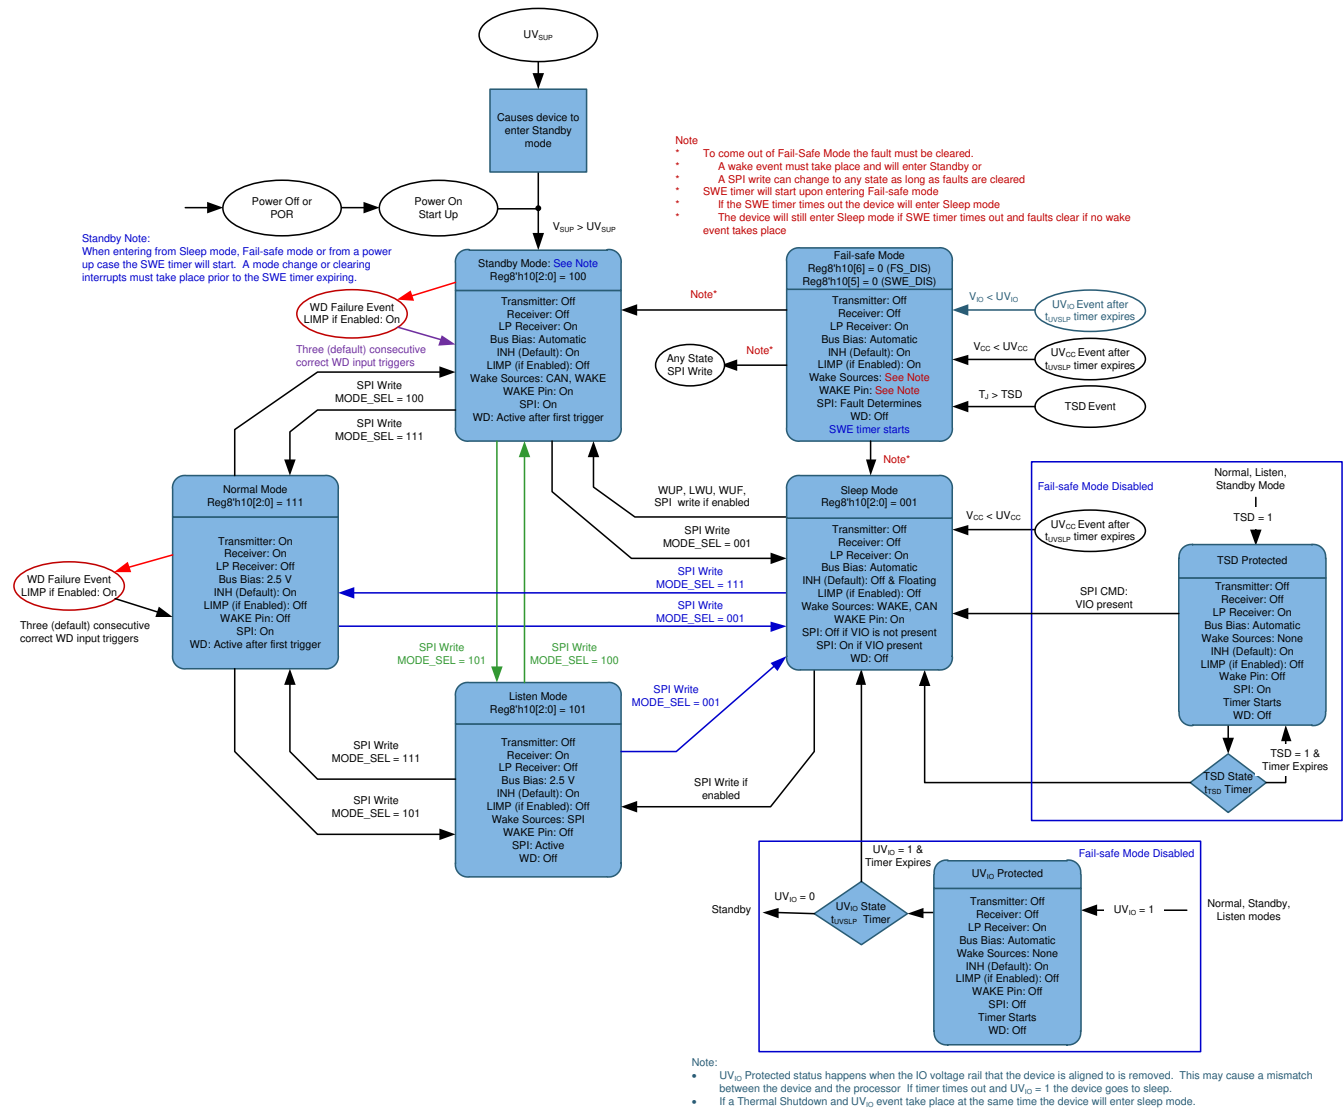 UVSUP
Causes device to
enter Standby
mode
Note
* To come out of Fail-Safe Mode the fault must be cleared.
* A wake event must take place and will enter Standby or
* A SPI write can change to any state as long as faults are cleared
* SWE timer will start upon entering Fail-safe mode
* If the SWE timer times out the device will enter Sleep mode
* The device will still enter Sleep mode if SWE timer times out and faults clear if no wake
event takes place
Power Off or
POR
Power On
Start Up
VSUP > UVSUP
Standby Note:
When entering from Sleep mode, Fail-safe mode or from a power
up case the SWE timer will start. A mode change or clearing
interrupts must take place prior to the SWE timer expiring.
Standby Mode: See Note
Reg8'h10[2:0] = 100
Transmitter: Off
Receiver: Off
LP Receiver: On
Bus Bias: Automatic
INH (Default): On
LIMP (if Enabled): Off
Wake Sources: CAN, WAKE
WAKE Pin: On
SPI: On
WD: Active after first trigger
WD Failure Event
LIMP if Enabled: On
Three (default) consecutive
correct WD input triggers
SPI Write
MODE_SEL = 100
SPI Write
MODE_SEL = 111
Note*
Any State
SPI Write
Note*
Fail-safe Mode
Reg8'h10[6] = 0 (FS_DIS)
Reg8'h10[5] = 0 (SWE_DIS)
Transmitter: Off
Receiver: Off
LP Receiver: On
Bus Bias: Automatic
INH (Default): On
LIMP (if Enabled): On
Wake Sources: See Note
WAKE Pin: See Note
SPI: Fault Determines
WD: Off
SWE timer starts
VIO < UVIO
UVIO Event after
tUVSLP timer expires
VCC < UVCC
UVCC Event after
tUVSLP timer expires
TJ > TSD
TSD Event
Note*
Normal Mode
Reg8'h10[2:0] = 111
Transmitter: On
Receiver: On
LP Receiver: Off
Bus Bias: 2.5 V
INH (Default): On
LIMP (if Enabled): Off
WAKE Pin: Off
SPI: On
WD: Active after first trigger
WD Failure Event
LIMP if Enabled: On
Three (default) consecutive
correct WD input triggers
WUP, LWU, WUF,
SPI write if enabled
SPI Write
MODE_SEL = 001
SPI Write
MODE_SEL = 111
SPI Write
MODE_SEL = 001
SPI Write
MODE_SEL = 101
SPI Write
MODE_SEL = 100
SPI Write
MODE_SEL = 001
Sleep Mode
Reg8'h10[2:0] = 001
Transmitter: Off
Receiver: Off
LP Receiver: On
Bus Bias: Automatic
INH (Default): Off & Floating
LIMP (if Enabled): Off
Wake Sources: WAKE, CAN
WAKE Pin: On
SPI: Off if VIO is not present
SPI: On if VIO present
WD: Off
VCC < UVCC
UVCC Event after
tUVSLP timer expires
Fail-safe Mode Disabled
Normal, Listen,
Standby Mode
TSD = 1
TSD Protected
Transmitter: Off
Receiver: Off
LP Receiver: On
Bus Bias: Automatic
Wake Sources: None
INH (Default): On
LIMP (if Enabled): Off
Wake Pin: Off
SPI: On
Timer Starts
WD: Off
SPI CMD:
VIO present
TSD = 1 &
Timer Expires
TSD State
tTSD Timer
Listen Mode
Reg8'h10[2:0] = 101
Transmitter: Off
Receiver: On
LP Receiver: Off
Bus Bias: 2.5 V
INH (Default): On
LIMP (if Enabled): Off
Wake Sources: SPI
WAKE Pin: Off
SPI: Active
WD: Off
SPI Write
MODE_SEL = 111
SPI Write
MODE_SEL = 101
SPI Write if
enabled
UVIO = 1 &
Timer Expires
Fail-safe Mode Disabled
Standby
UVIO = 0
UVIO State
tUVSLP Timer
UVIO Protected
Transmitter: Off
Receiver: Off
LP Receiver: On
Bus Bias: Automatic
Wake Sources: None
INH (Default): On
LIMP (if Enabled): Off
WAKE Pin: Off
SPI: Off
Timer Starts
WD: Off
UVIO = 1
Normal, Standby,
Listen modes
Note:
• UVIO Protected status happens when the IO voltage rail that the device is aligned to is removed. This may cause a mismatch
between the device and the processor If timer times out and UVIO = 1 the device goes to sleep.
• If a Thermal Shutdown and UVIO event take place at the same time the device will enter sleep mode.